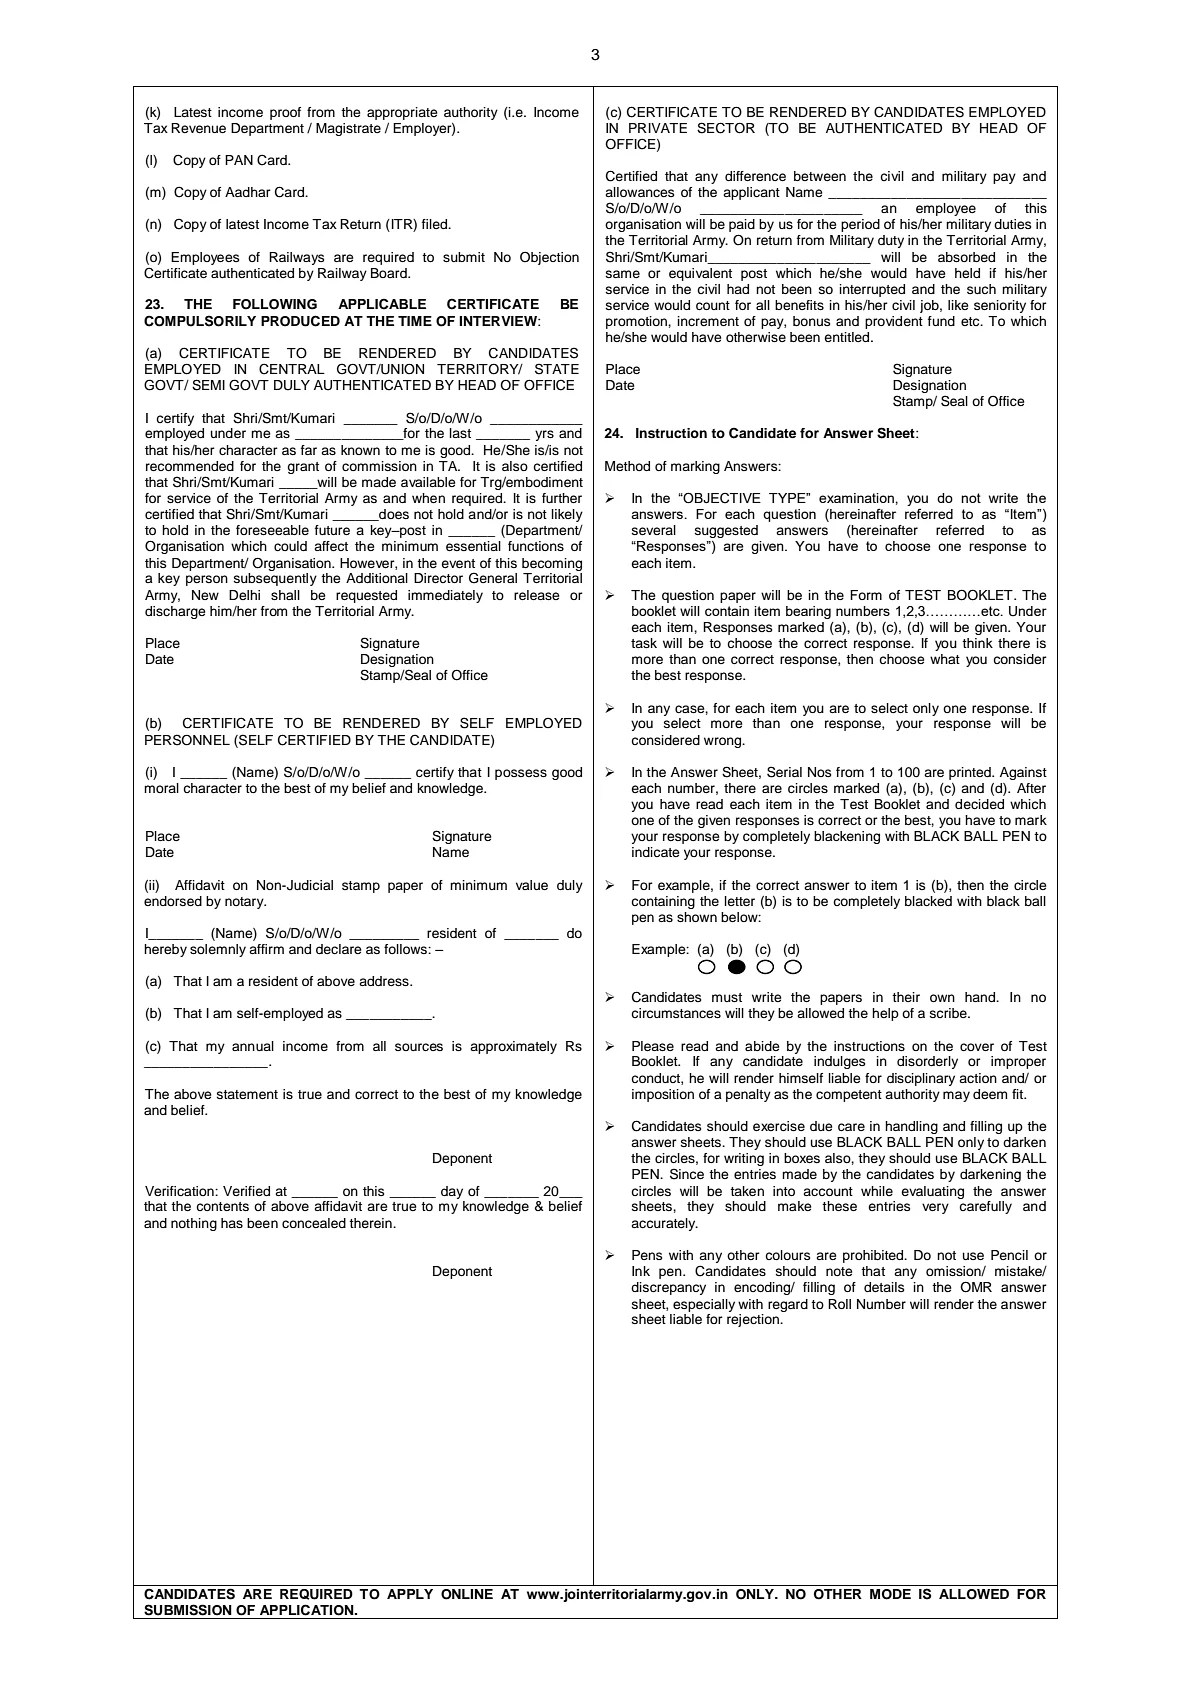 3
(k) Latest income proof from the appropriate authority (i.e. Income
Tax Revenue Department / Magistrate / Employer).
(l) Copy of PAN Card.
(m) Copy of Aadhar Card.
(n) Copy of latest Income Tax Return (ITR) filed.
(o) Employees of Railways are required to submit No Objection
Certificate authenticated by Railway Board.
23. THE FOLLOWING APPLICABLE CERTIFICATE BE
COMPULSORILY PRODUCED AT THE TIME OF INTERVIEW:
(a) CERTIFICATE TO BE RENDERED BY CANDIDATES
EMPLOYED IN CENTRAL GOVT/UNION TERRITORY/ STATE
GOVT/ SEMI GOVT DULY AUTHENTICATED BY HEAD OF OFFICE
I certify that Shri/Smt/Kumari _______ S/o/D/o/W/o ____________
employed under me as ______________for the last _______ yrs and
that his/her character as far as known to me is good. He/She is/is not
recommended for the grant of commission in TA. It is also certified
that Shri/Smt/Kumari _____will be made available for Trg/embodiment
for service of the Territorial Army as and when required. It is further
certified that Shri/Smt/Kumari ______does not hold and/or is not likely
to hold in the foreseeable future a key–post in ______ (Department/
Organisation which could affect the minimum essential functions of
this Department/ Organisation. However, in the event of this becoming
a key person subsequently the Additional Director General Territorial
Army, New Delhi shall be requested immediately to release or
discharge him/her from the Territorial Army.
Place Signature
Date Designation
Stamp/Seal of Office
(b) CERTIFICATE TO BE RENDERED BY SELF EMPLOYED
PERSONNEL (SELF CERTIFIED BY THE CANDIDATE)
(i) I ______ (Name) S/o/D/o/W/o ______ certify that I possess good
moral character to the best of my belief and knowledge.
Place Signature
Date Name
(ii) Affidavit on Non-Judicial stamp paper of minimum value duly
endorsed by notary.
I_______ (Name) S/o/D/o/W/o _________ resident of _______ do
hereby solemnly affirm and declare as follows: –
(a) That I am a resident of above address.
(b) That I am self-employed as ___________.
(c) That my annual income from all sources is approximately Rs
________________.
The above statement is true and correct to the best of my knowledge
and belief.
Deponent
Verification: Verified at ______ on this ______ day of _______ 20___
that the contents of above affidavit are true to my knowledge & belief
and nothing has been concealed therein.
Deponent
(c) CERTIFICATE TO BE RENDERED BY CANDIDATES EMPLOYED
IN PRIVATE SECTOR (TO BE AUTHENTICATED BY HEAD OF
OFFICE)
Certified that any difference between the civil and military pay and
allowances of the applicant Name ____________________________
S/o/D/o/W/o _____________________ an employee of this
organisation will be paid by us for the period of his/her military duties in
the Territorial Army. On return from Military duty in the Territorial Army,
Shri/Smt/Kumari_____________________ will be absorbed in the
same or equivalent post which he/she would have held if his/her
service in the civil had not been so interrupted and the such military
service would count for all benefits in his/her civil job, like seniority for
promotion, increment of pay, bonus and provident fund etc. To which
he/she would have otherwise been entitled.
Place Signature
Date Designation
Stamp/ Seal of Office
24. Instruction to Candidate for Answer Sheet:
Method of marking Answers:
➢ In the “OBJECTIVE TYPE” examination, you do not write the
answers. For each question (hereinafter referred to as “Item”)
several suggested answers (hereinafter referred to as
“Responses”) are given. You have to choose one response to
each item.
➢ The question paper will be in the Form of TEST BOOKLET. The
booklet will contain item bearing numbers 1,2,3…………etc. Under
each item, Responses marked (a), (b), (c), (d) will be given. Your
task will be to choose the correct response. If you think there is
more than one correct response, then choose what you consider
the best response.
➢ In any case, for each item you are to select only one response. If
you select more than one response, your response will be
considered wrong.
➢ In the Answer Sheet, Serial Nos from 1 to 100 are printed. Against
each number, there are circles marked (a), (b), (c) and (d). After
you have read each item in the Test Booklet and decided which
one of the given responses is correct or the best, you have to mark
your response by completely blackening with BLACK BALL PEN to
indicate your response.
➢ For example, if the correct answer to item 1 is (b), then the circle
containing the letter (b) is to be completely blacked with black ball
pen as shown below:
Example: (a) (b) (c) (d)
➢ Candidates must write the papers in their own hand. In no
circumstances will they be allowed the help of a scribe.
➢ Please read and abide by the instructions on the cover of Test
Booklet. If any candidate indulges in disorderly or improper
conduct, he will render himself liable for disciplinary action and/ or
imposition of a penalty as the competent authority may deem fit.
➢ Candidates should exercise due care in handling and filling up the
answer sheets. They should use BLACK BALL PEN only to darken
the circles, for writing in boxes also, they should use BLACK BALL
PEN. Since the entries made by the candidates by darkening the
circles will be taken into account while evaluating the answer
sheets, they should make these entries very carefully and
accurately.
➢ Pens with any other colours are prohibited. Do not use Pencil or
Ink pen. Candidates should note that any omission/ mistake/
discrepancy in encoding/ filling of details in the OMR answer
sheet, especially with regard to Roll Number will render the answer
sheet liable for rejection.
CANDIDATES ARE REQUIRED TO APPLY ONLINE AT www.jointerritorialarmy.gov.in ONLY. NO OTHER MODE IS ALLOWED FOR
SUBMISSION OF APPLICATION.